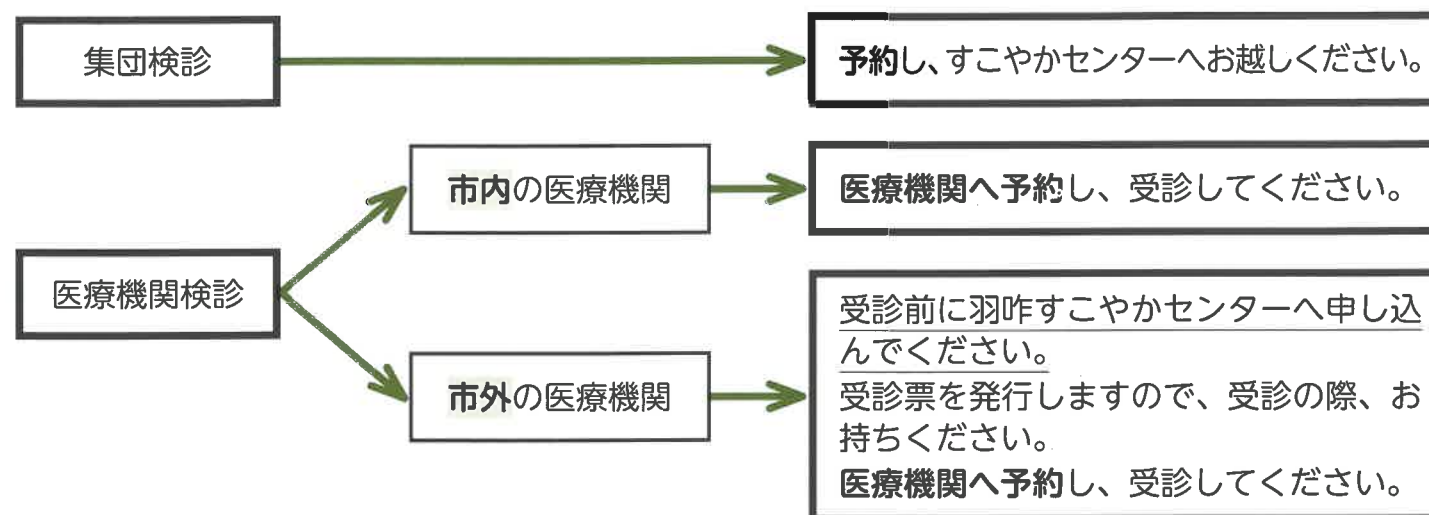 集団検診
予約し、すこやかセンターへお越しください。
市内の医療機関
医療機関へ予約し、受診してください。
医療機関検診
市外の医療機関
受診前に羽咋すこやかセンターへ申し込
んでください。
受診票を発行しますので、受診の際、お
持ちください。
医療機関へ予約し、受診してください。